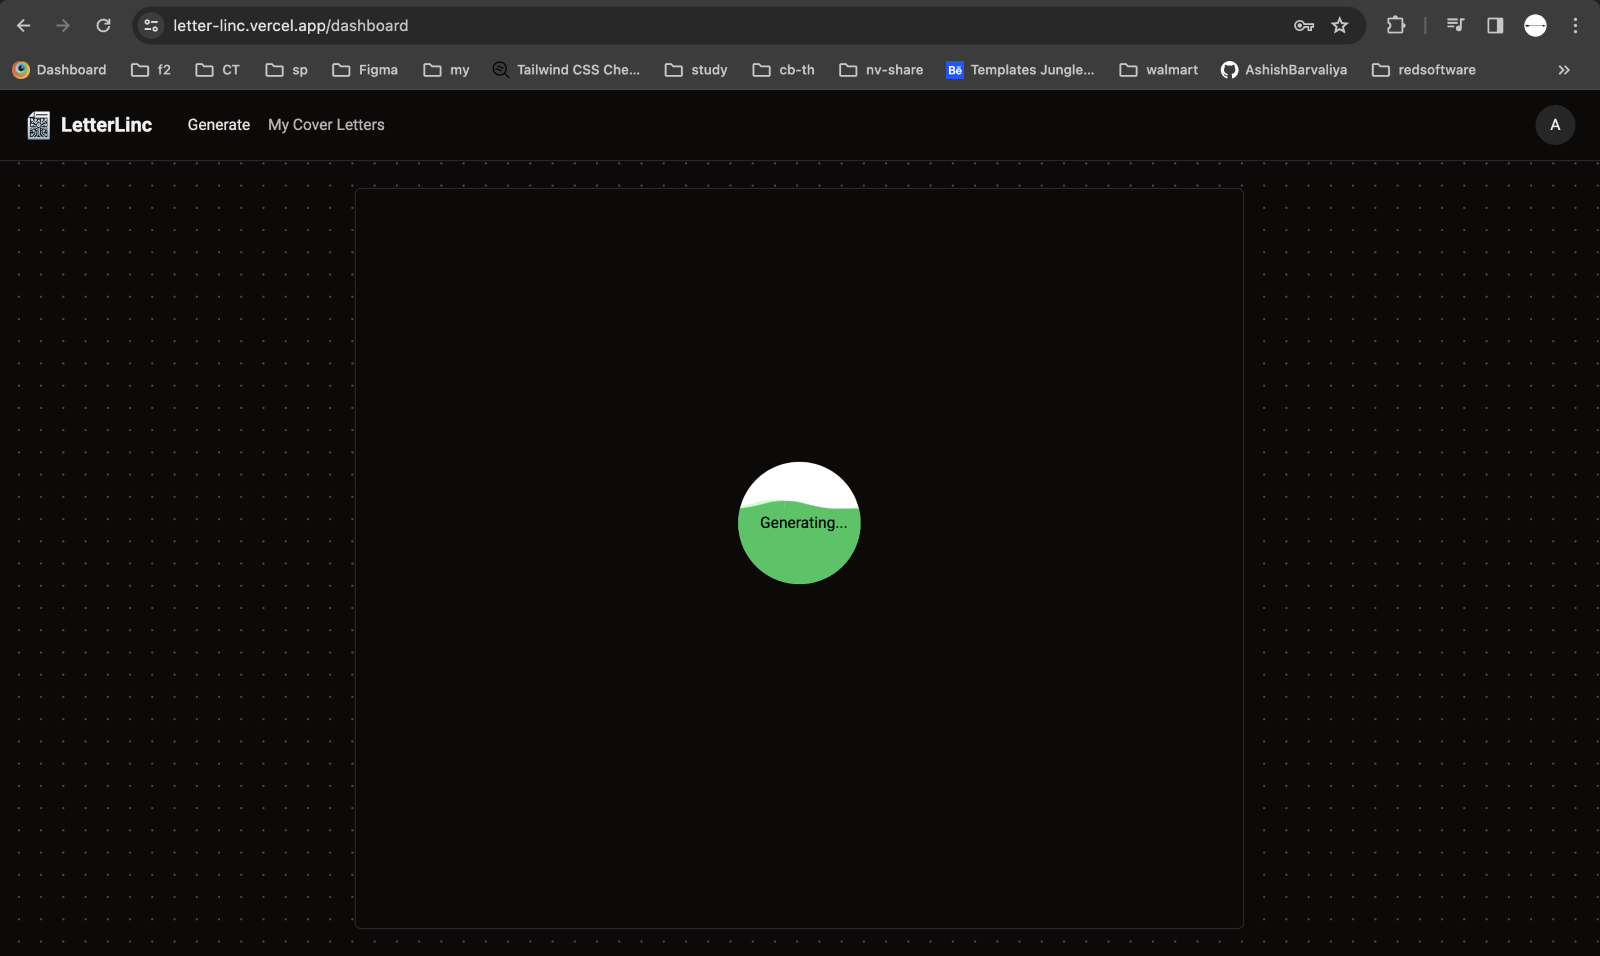 letter-linc.vercel.app/dashboard
Dashboard f2 CT sp Figma my Tailwind CSS Che... study cb-th nv-share Bē Templates Jungle... walmart AshishBarvaliya redsoftware
LetterLinc Generate My Cover Letters A
Generating...